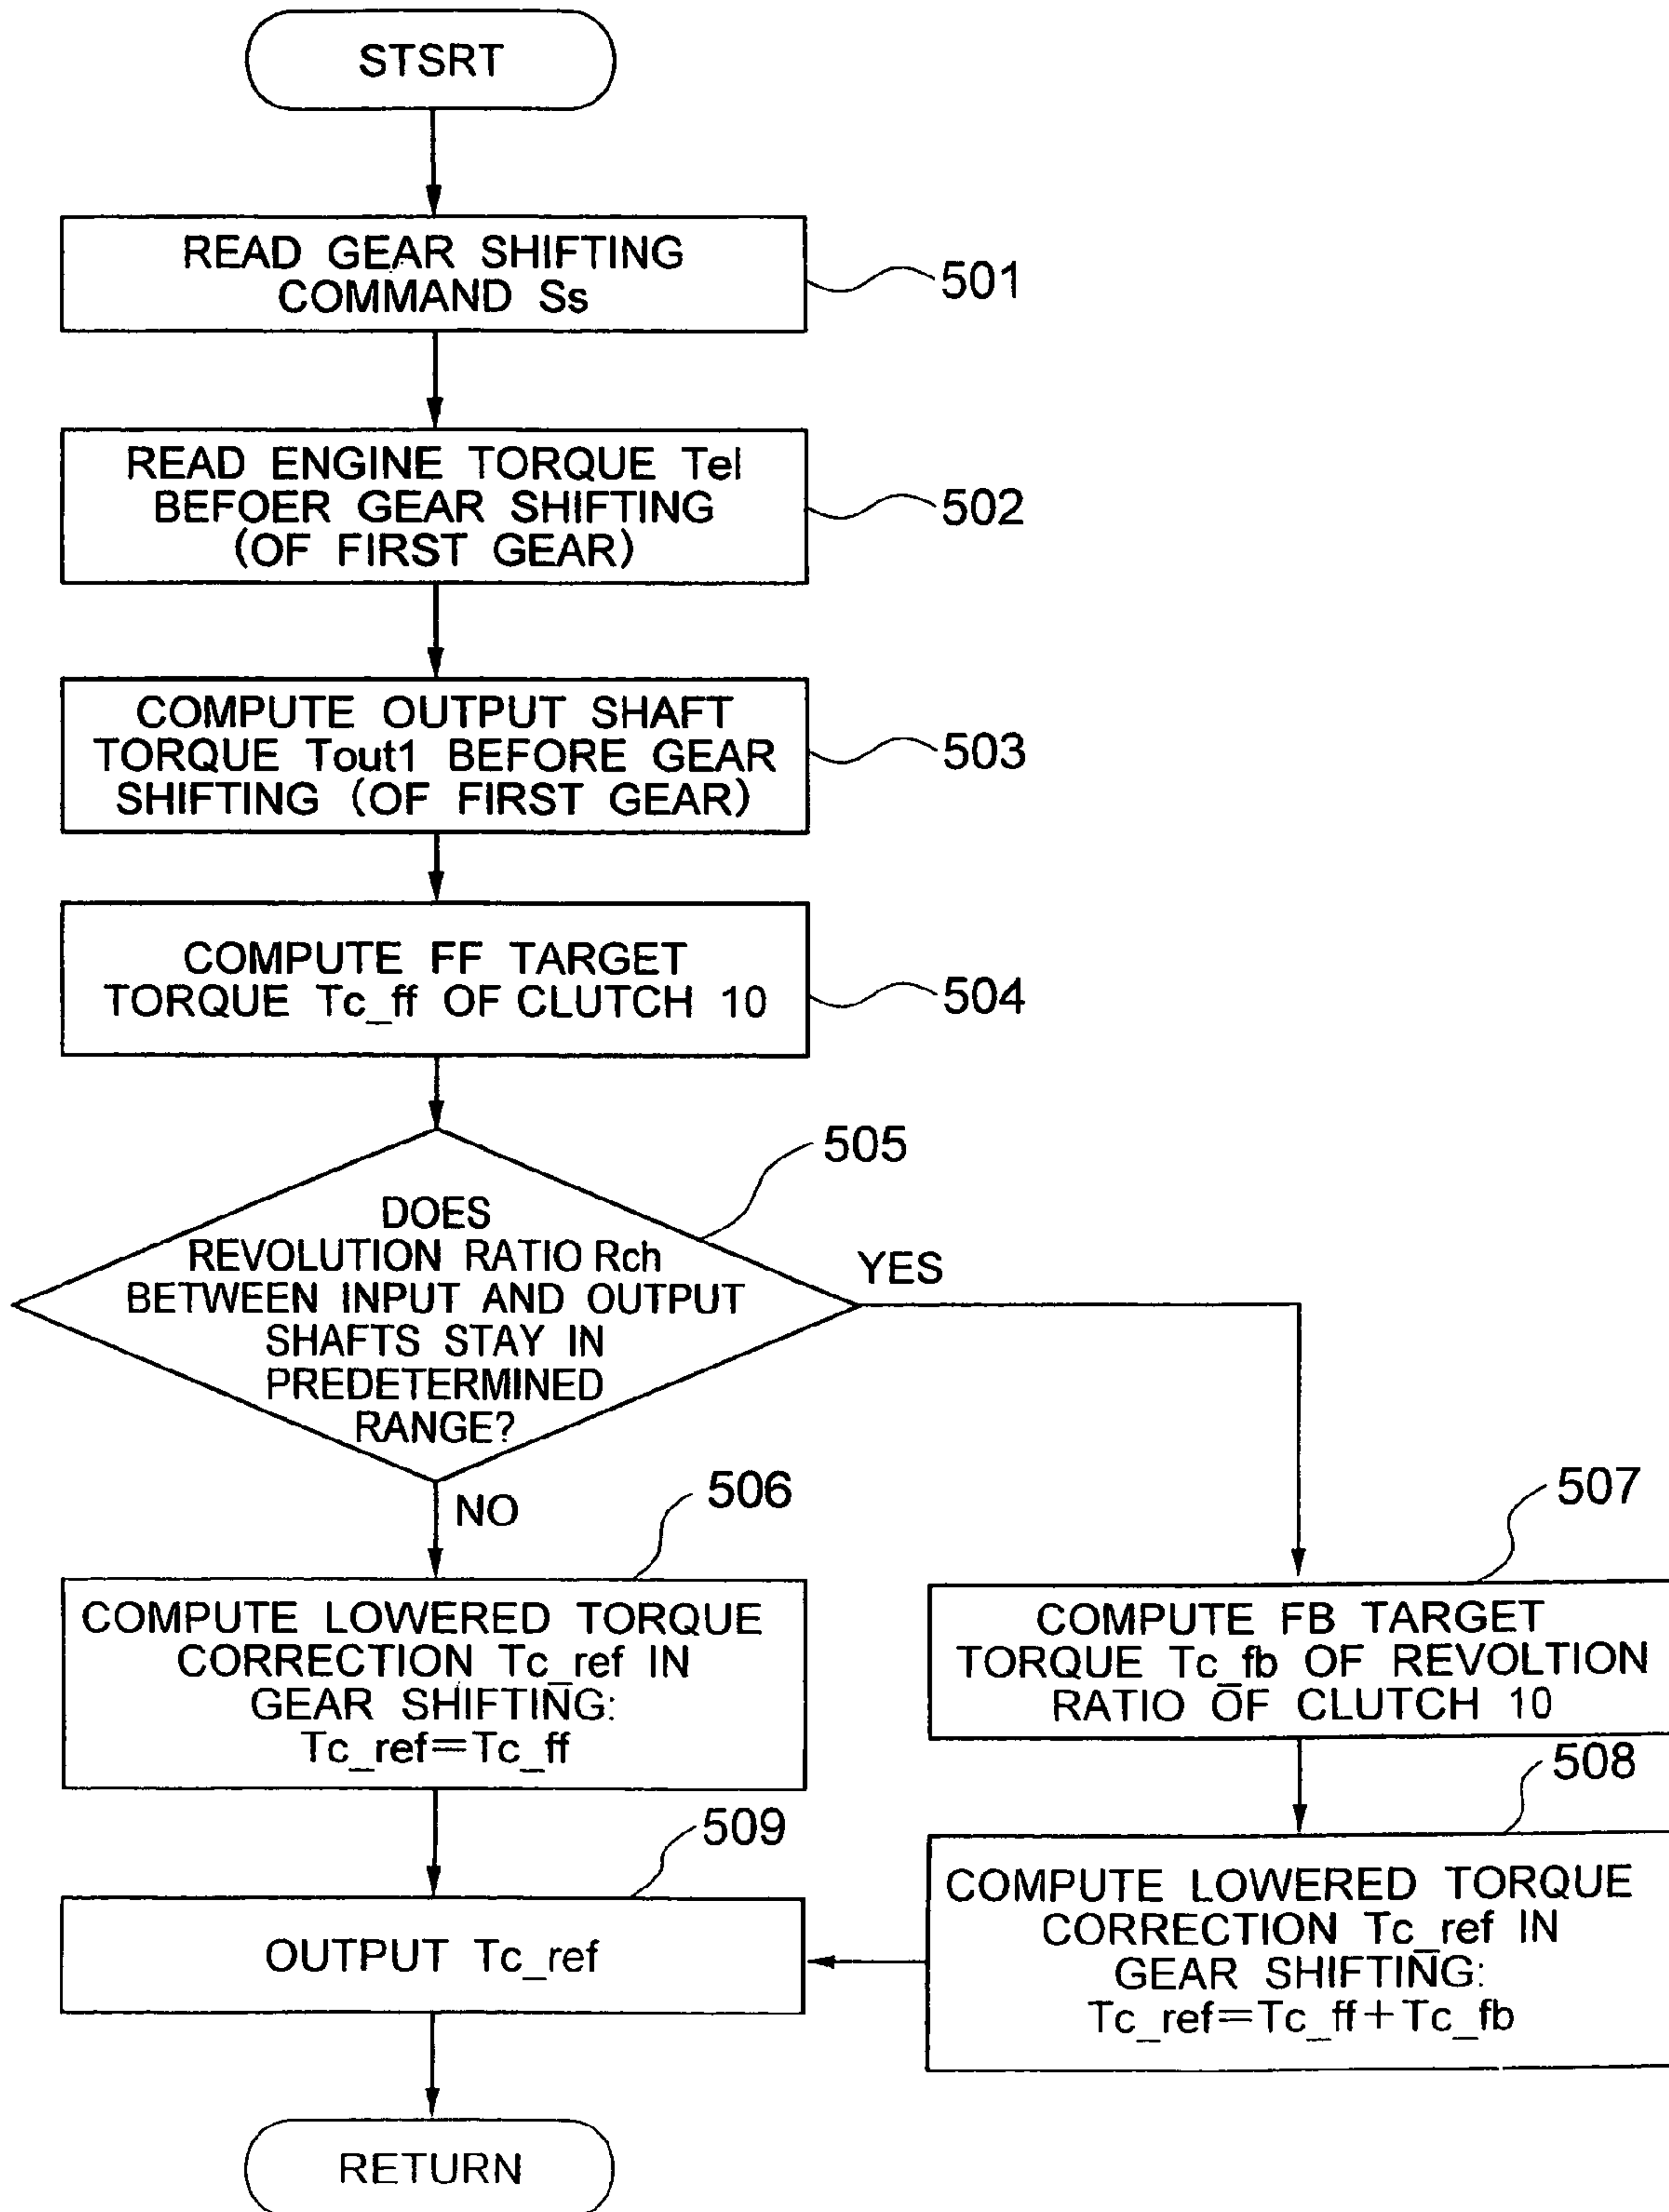 STSRT
READ GEAR SHIFTING
COMMAND Ss
501
READ ENGINE TORQUE Tel
BEFOER GEAR SHIFTING
(OF FIRST GEAR)
502
COMPUTE OUTPUT SHAFT
TORQUE Tout1 BEFORE GEAR
SHIFTING (OF FIRST GEAR)
503
COMPUTE FF TARGET
TORQUE Tc_ff OF CLUTCH 10
504
505
DOES
REVOLUTION RATIO Rch
BETWEEN INPUT AND OUTPUT
SHAFTS STAY IN
PREDETERMINED
RANGE?
YES
NO
506
COMPUTE LOWERED TORQUE
CORRECTION Tc_ref IN
GEAR SHIFTING:
Tc_ref=Tc_ff
507
COMPUTE FB TARGET
TORQUE Tc_fb OF REVOLTION
RATIO OF CLUTCH 10
508
COMPUTE LOWERED TORQUE
CORRECTION Tc_ref IN
GEAR SHIFTING:
Tc_ref=Tc_ff+Tc_fb
509
OUTPUT Tc_ref
RETURN